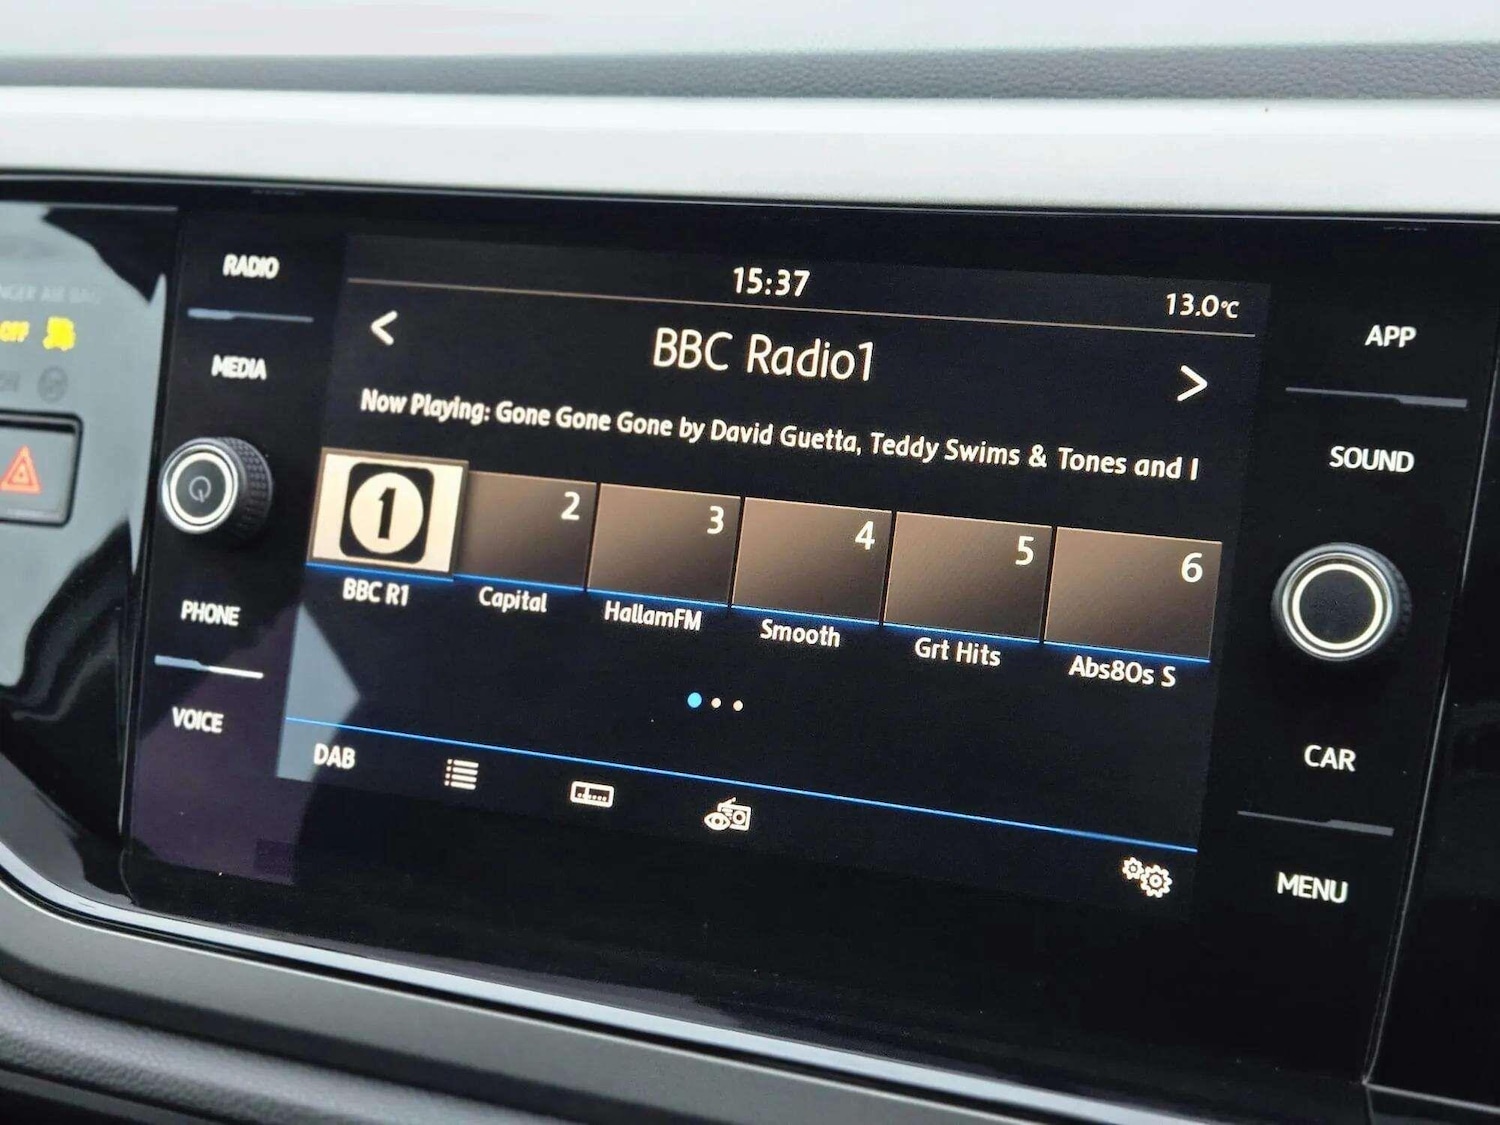 RADIO
15:37
13.0°C
APP
OFF
MEDIA
BBC Radio1
Now Playing: Gone Gone Gone by David Guetta, Teddy Swims & Tones and I
SOUND
1 2 3 4 5 6
BBC R1 Capital HallamFM Smooth Grt Hits Abs80s S
PHONE
VOICE
DAB
CAR
MENU